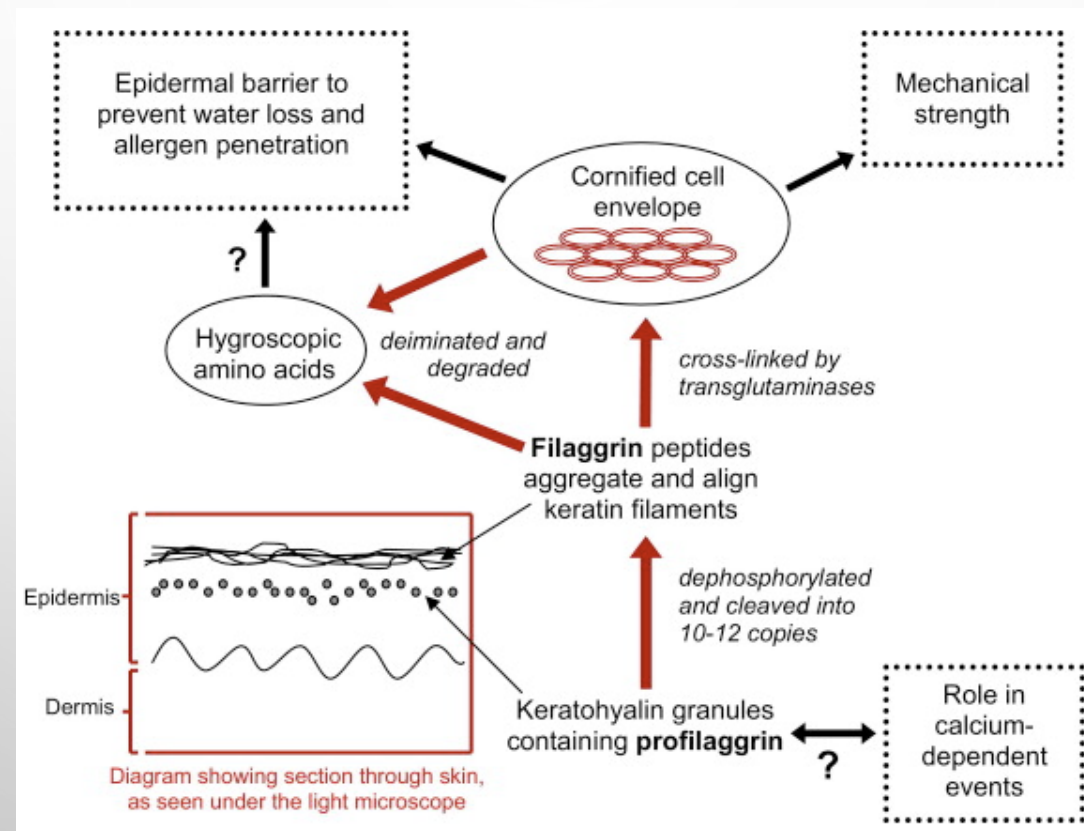 Epidermal barrier to
prevent water loss and
allergen penetration
Mechanical
strength
Cornified cell
envelope
?
Hygroscopic
amino acids
deiminated and
degraded
cross-linked by
transglutaminases
Filaggrin peptides
aggregate and align
keratin filaments
Epidermis
Dermis
dephosphorylated
and cleaved into
10-12 copies
Keratohyalin granules
containing profilaggrin
?
Role in
calcium-
dependent
events
Diagram showing section through skin,
as seen under the light microscope